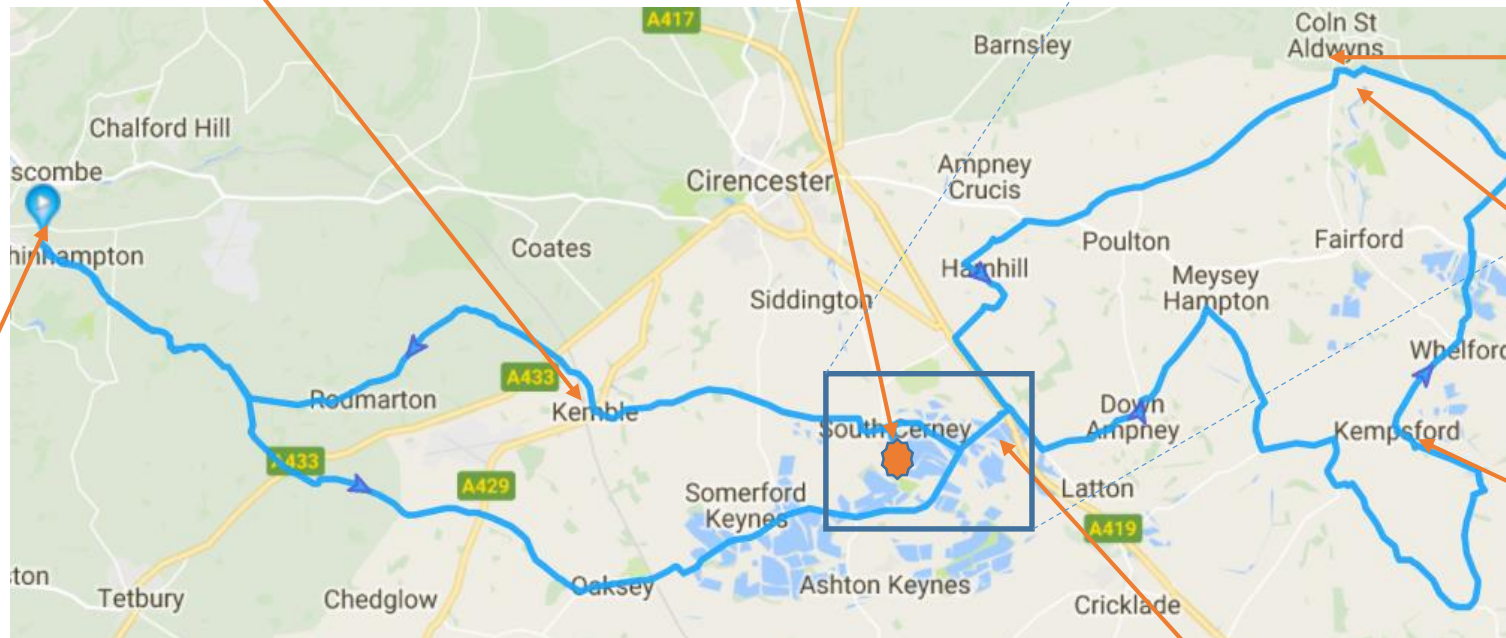 A417
Barnsley
Coln St
Aldwyns
Chalford Hill
scombe
Cirencester
Ampney
Crucis
hinhampton
Coates
Poulton
Fairford
Harnhill
Meysey
Hampton
Siddington
Whelford
A433
Rodmarton
Kemble
Down
Ampney
South Cerney
Kempsford
A433
A429
Somerford
Keynes
Latton
A419
ston
Tetbury
Chedglow
Oaksey
Ashton Keynes
Cricklade